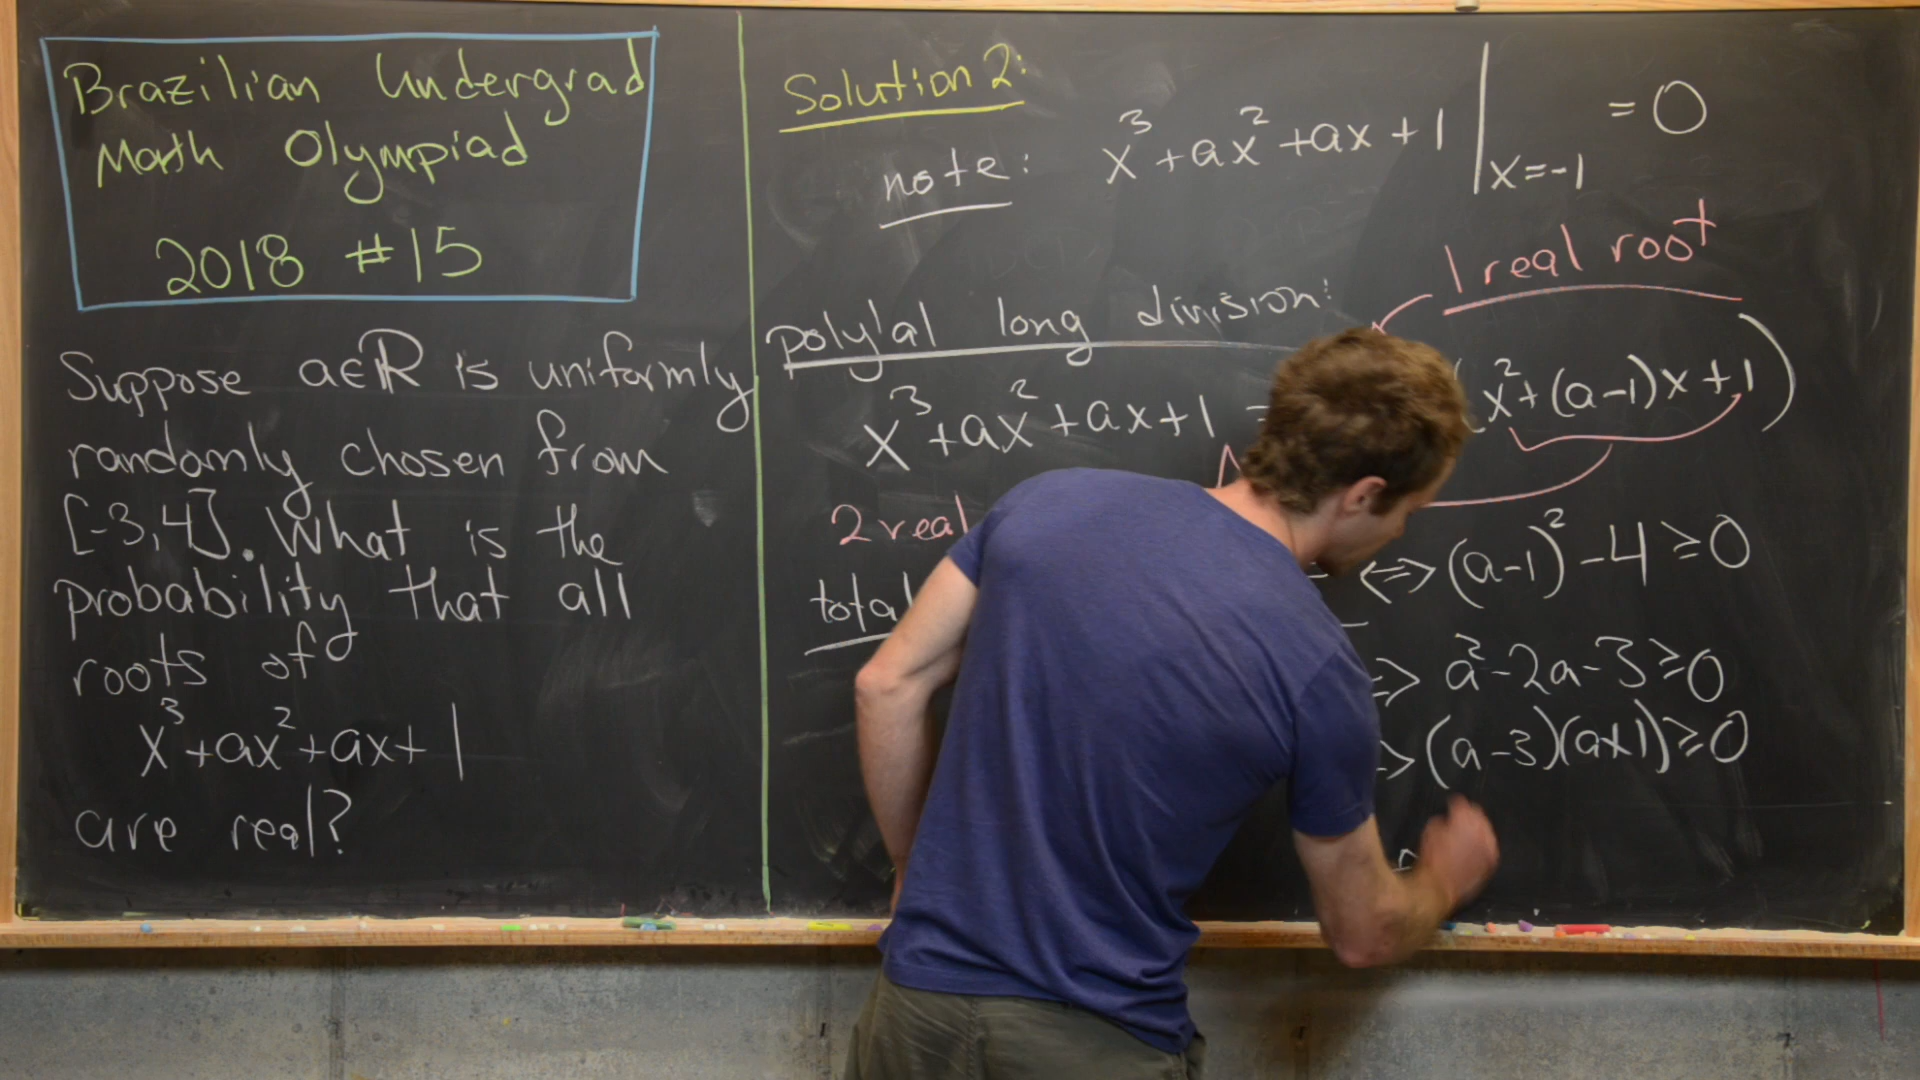 Brazilian Undergrad
Math Olympiad
2018 #15
Suppose a∈ℝ is uniformly
randomly chosen from
[-3,4]. What is the
probability that all
roots of
x³+ax²+ax+1
are real?
Solution 2:
note: x³+ax²+ax+1 | x=-1 = 0
1 real root
poly'al long division:
x³+ax²+ax+1 = (x²+(a-1)x+1)
2 real
total ⇔ (a-1)²-4≥0
⇒ a²-2a-3≥0
⇒ (a-3)(a+1)≥0